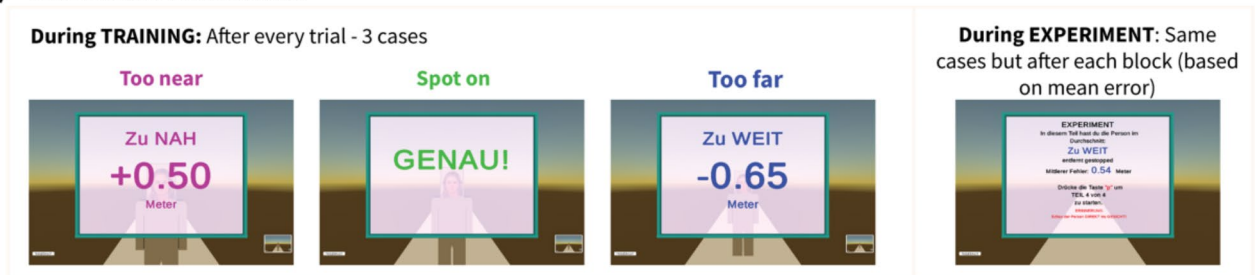 During TRAINING: After every trial - 3 cases
Too near
Spot on
Too far
Zu NAH
+0.50
Meter
GENAU!
Zu WEIT
-0.65
Meter
During EXPERIMENT: Same
cases but after each block (based
on mean error)
EXPERIMENT
In diesem Teil hast du die Person im
Durchschnitt:
Zu WEIT
entfernt gestopped
Mittlerer Fehler: 0.54 Meter
Drücke die Taste "y" um
TEIL 4 von 4
zu starten.